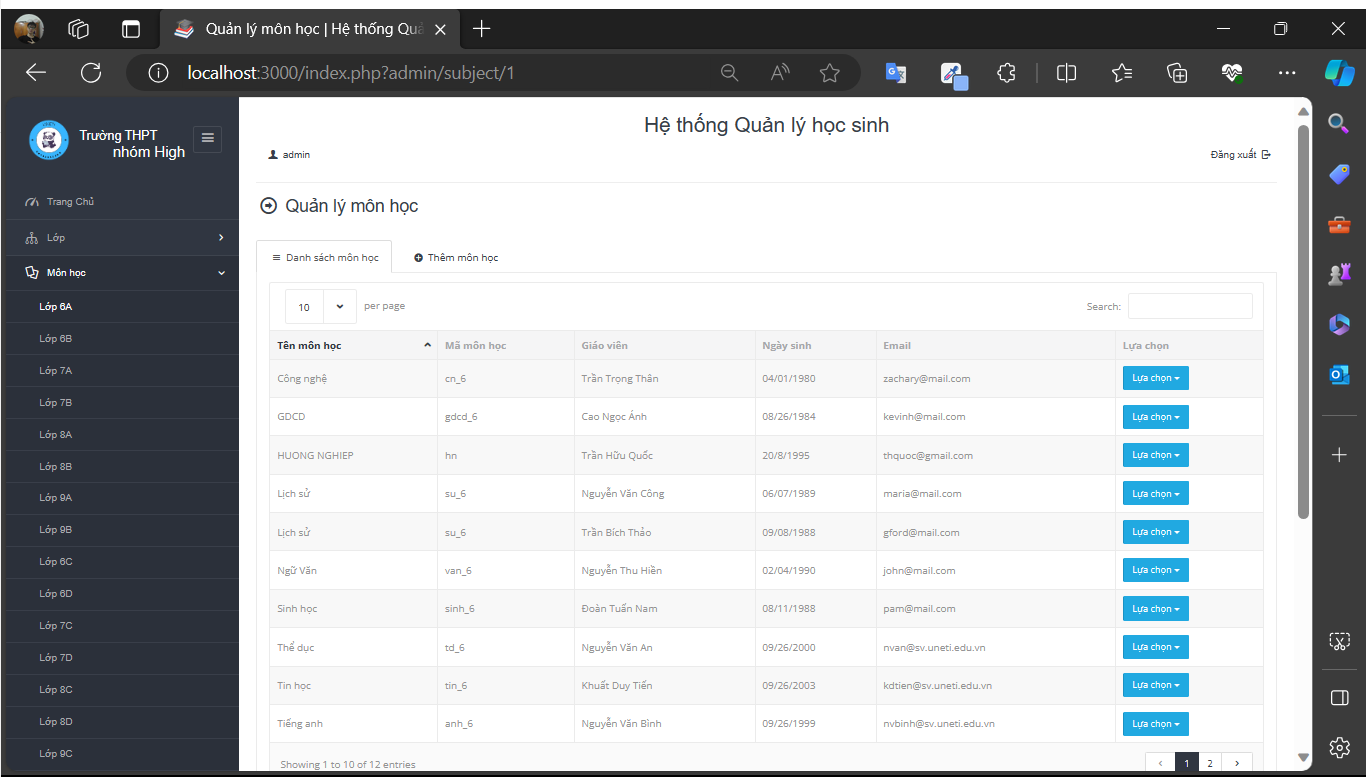 Quản lý môn học | Hệ thống Quả
localhost:3000/index.php?admin/subject/1
Trường THPT
nhóm High
Trang Chủ
Lớp
Môn học
Lớp 6A
Lớp 6B
Lớp 7A
Lớp 7B
Lớp 8A
Lớp 8B
Lớp 9A
Lớp 9B
Lớp 6C
Lớp 6D
Lớp 7C
Lớp 7D
Lớp 8C
Lớp 8D
Lớp 9C
Hệ thống Quản lý học sinh
admin Đăng xuất
Quản lý môn học
Danh sách môn học Thêm môn học
10 per page Search:
Tên môn học Mã môn học Giáo viên Ngày sinh Email Lựa chọn
Công nghệ cn_6 Trần Trọng Thân 04/01/1980 zachary@mail.com Lựa chọn
GDCD gdcd_6 Cao Ngọc Ánh 08/26/1984 kevinh@mail.com Lựa chọn
HUONG NGHIEP hn Trần Hữu Quốc 20/8/1995 thquoc@gmail.com Lựa chọn
Lịch sử su_6 Nguyễn Văn Công 06/07/1989 maria@mail.com Lựa chọn
Lịch sử su_6 Trần Bích Thảo 09/08/1988 gford@mail.com Lựa chọn
Ngữ Văn van_6 Nguyễn Thu Hiền 02/04/1990 john@mail.com Lựa chọn
Sinh học sinh_6 Đoàn Tuấn Nam 08/11/1988 pam@mail.com Lựa chọn
Thể dục td_6 Nguyễn Văn An 09/26/2000 nvan@sv.uneti.edu.vn Lựa chọn
Tin học tin_6 Khuất Duy Tiến 09/26/2003 kdtien@sv.uneti.edu.vn Lựa chọn
Tiếng anh anh_6 Nguyễn Văn Bình 09/26/1999 nvbinh@sv.uneti.edu.vn Lựa chọn
Showing 1 to 10 of 12 entries 1 2